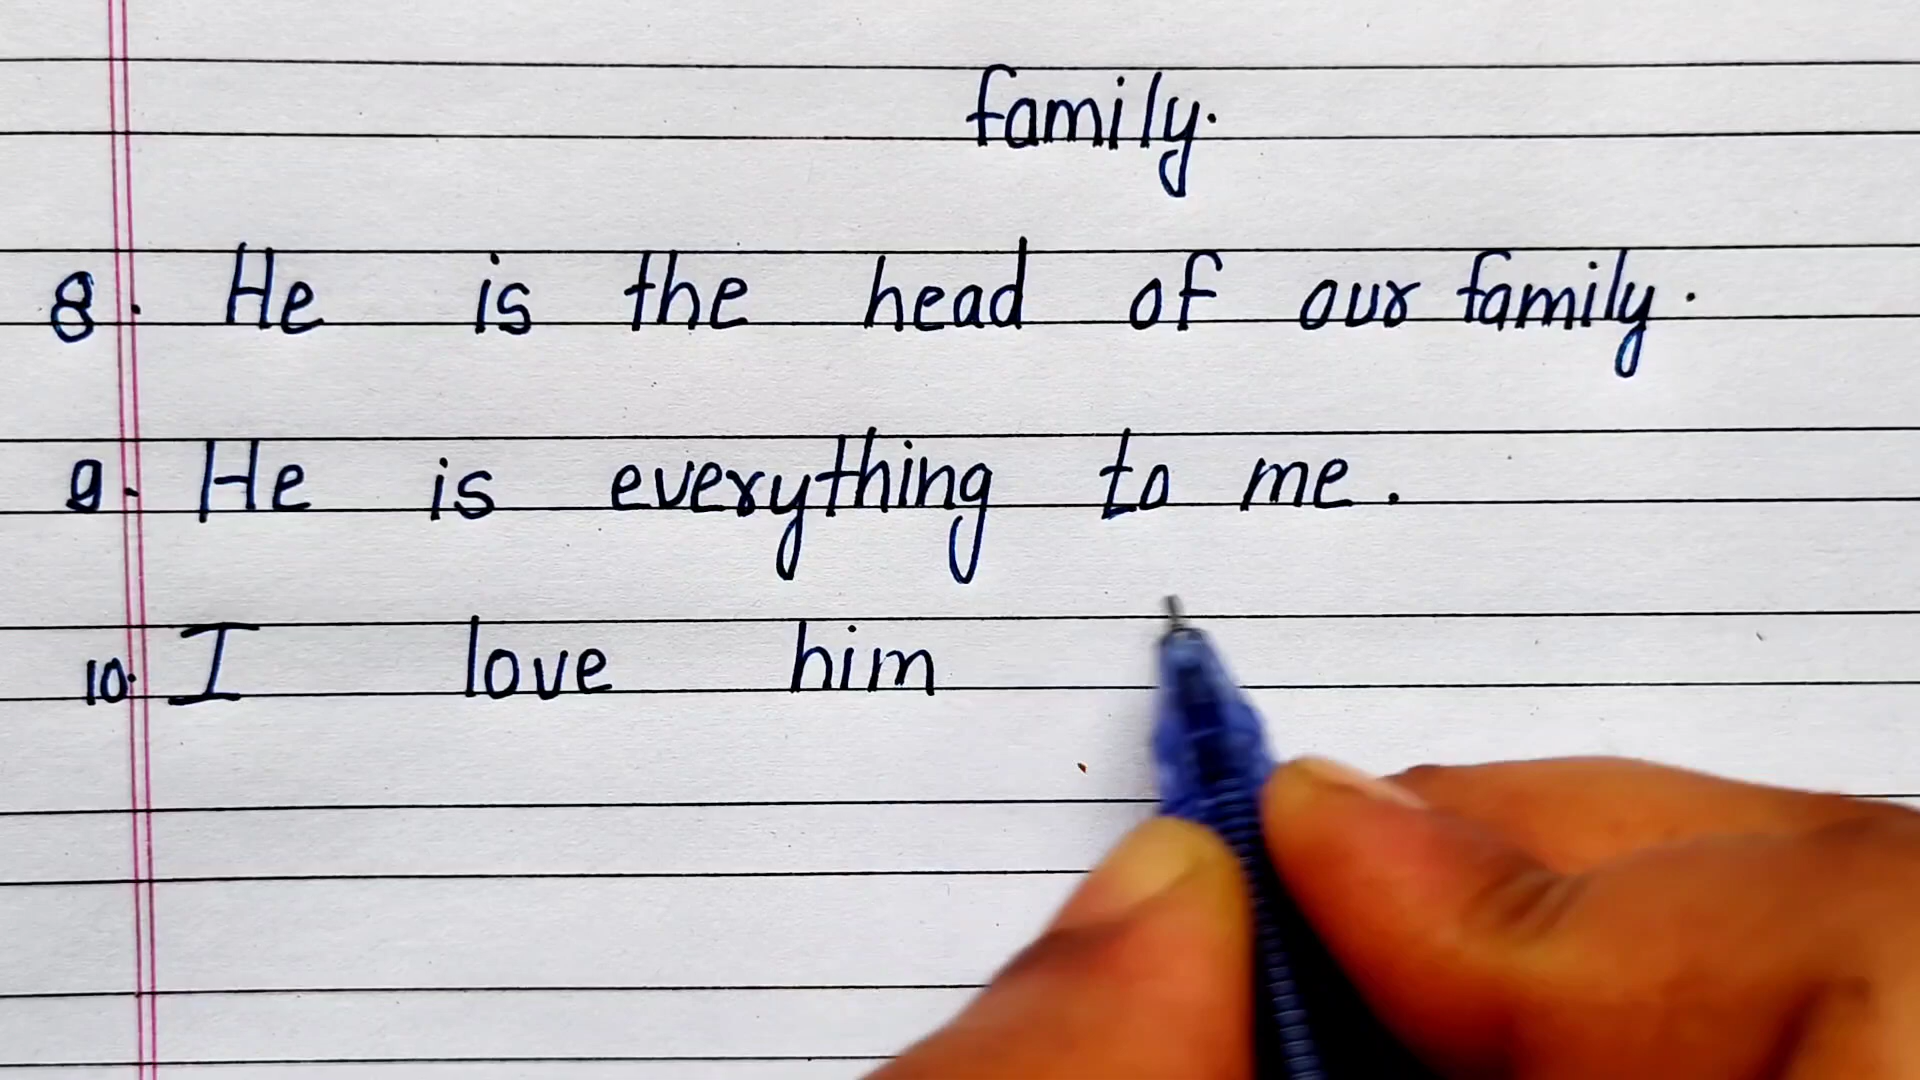 family.
8. He is the head of our family.
9. He is everything to me.
10. I love him